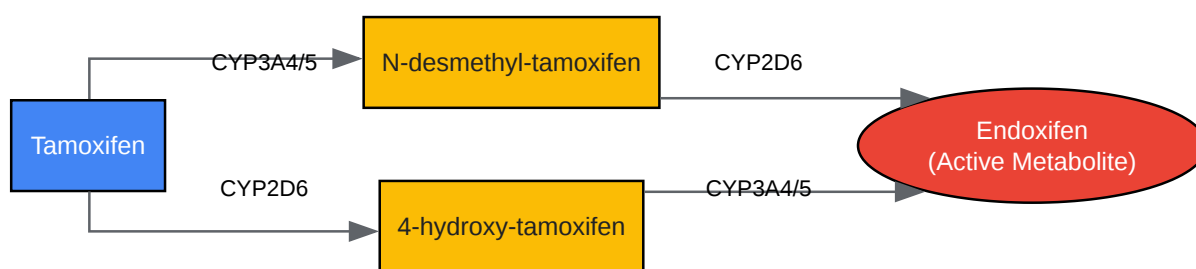 CYP3A4/5
N-desmethyl-tamoxifen
CYP2D6
Tamoxifen
Endoxifen
(Active Metabolite)
CYP2D6
4-hydroxy-tamoxifen
CYP3A4/5